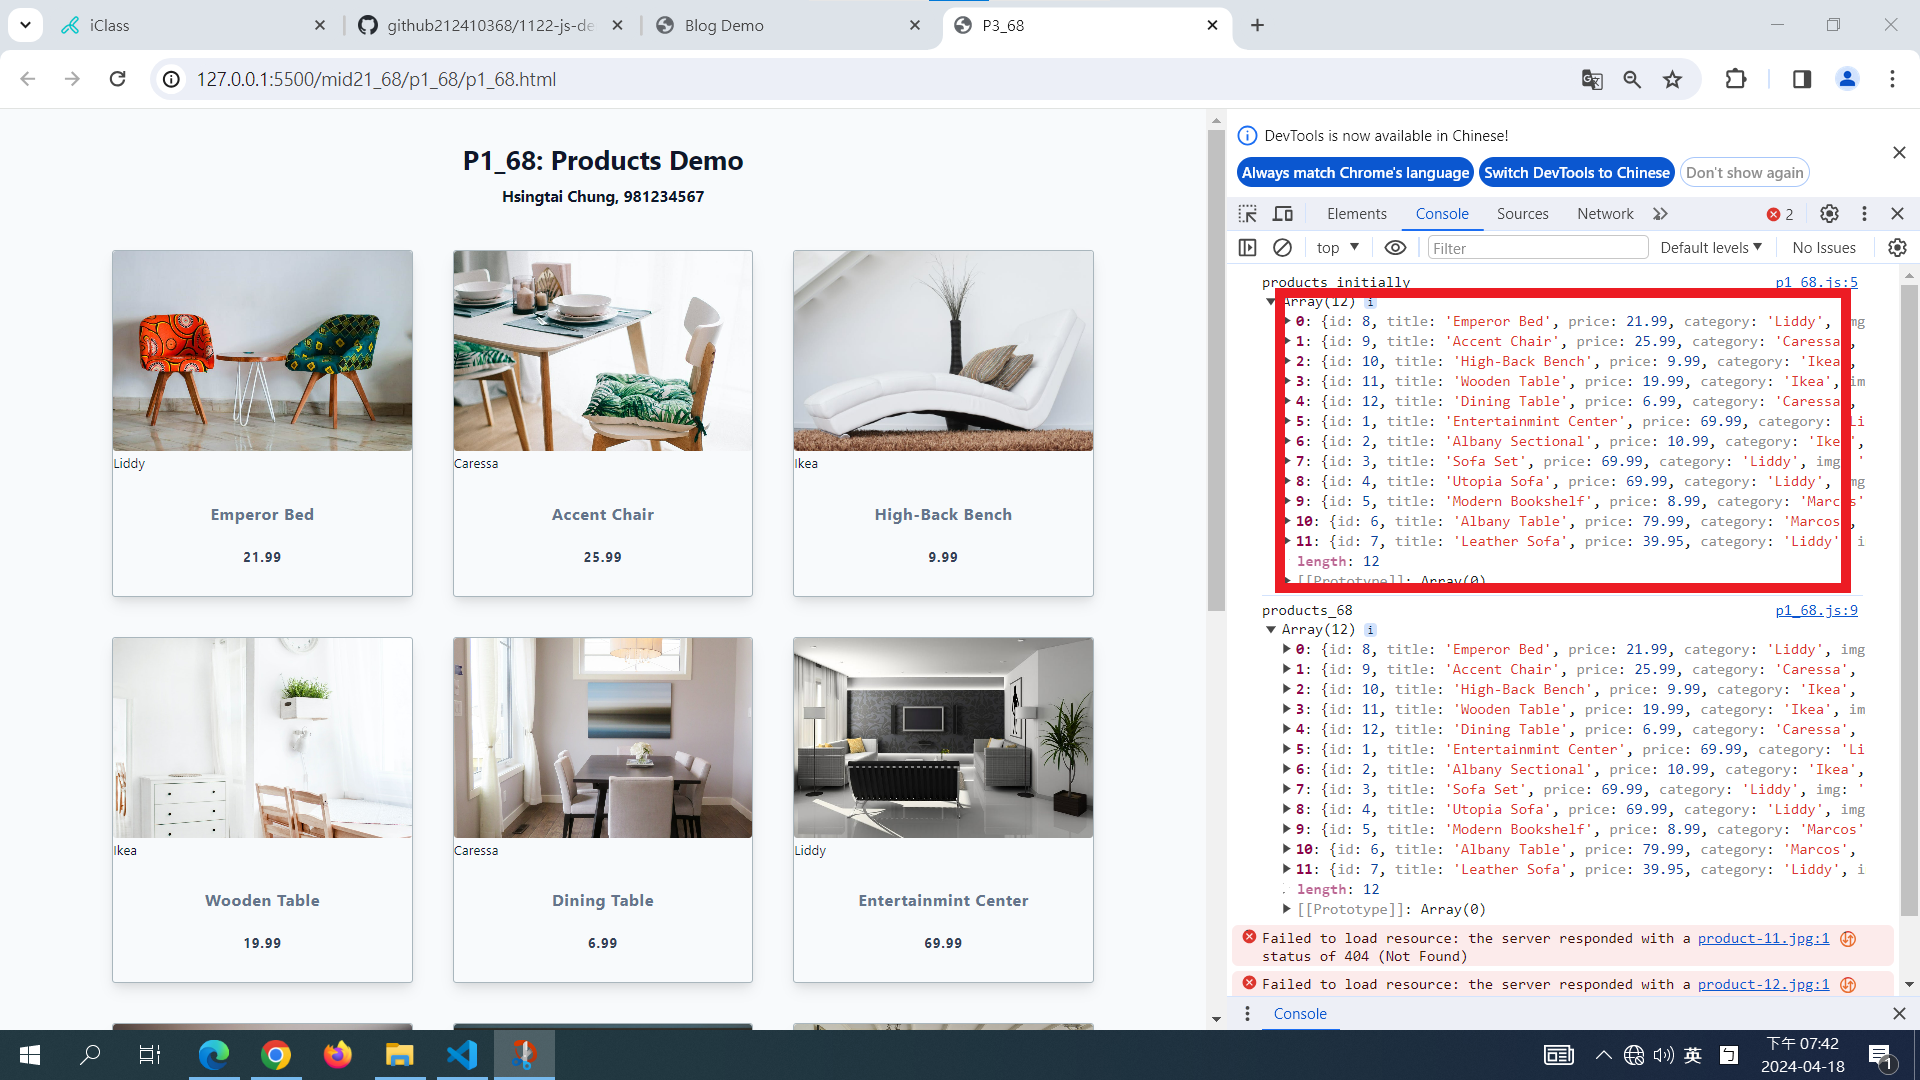 iClass
github212410368/1122-js-de
Blog Demo
P3_68
127.0.0.1:5500/mid21_68/p1_68/p1_68.html
P1_68: Products Demo
Hsingtai Chung, 981234567
Liddy
Emperor Bed
21.99
Caressa
Accent Chair
25.99
Ikea
High-Back Bench
9.99
Ikea
Wooden Table
19.99
Caressa
Dining Table
6.99
Liddy
Entertainmint Center
69.99
DevTools is now available in Chinese!
Always match Chrome's language
Switch DevTools to Chinese
Don't show again
Elements
Console
Sources
Network
2
top
Filter
Default levels
No Issues
products initially p1_68.js:5
Array(12) i
0: {id: 8, title: 'Emperor Bed', price: 21.99, category: 'Liddy', mg
1: {id: 9, title: 'Accent Chair', price: 25.99, category: 'Caressa ,
2: {id: 10, title: 'High-Back Bench', price: 9.99, category: 'Ikea ,
3: {id: 11, title: 'Wooden Table', price: 19.99, category: 'Ikea', im
4: {id: 12, title: 'Dining Table', price: 6.99, category: 'Caressa ,
5: {id: 1, title: 'Entertainmint Center', price: 69.99, category: Li
6: {id: 2, title: 'Albany Sectional', price: 10.99, category: 'Ike ,
7: {id: 3, title: 'Sofa Set', price: 69.99, category: 'Liddy', img '
8: {id: 4, title: 'Utopia Sofa', price: 69.99, category: 'Liddy', mg
9: {id: 5, title: 'Modern Bookshelf', price: 8.99, category: 'Marcos'
10: {id: 6, title: 'Albany Table', price: 79.99, category: 'Marcos ,
11: {id: 7, title: 'Leather Sofa', price: 39.95, category: 'Liddy' i
length: 12
[[Prototype]]: Array(0)
products_68 p1_68.js:9
Array(12) i
0: {id: 8, title: 'Emperor Bed', price: 21.99, category: 'Liddy', img
1: {id: 9, title: 'Accent Chair', price: 25.99, category: 'Caressa',
2: {id: 10, title: 'High-Back Bench', price: 9.99, category: 'Ikea',
3: {id: 11, title: 'Wooden Table', price: 19.99, category: 'Ikea', im
4: {id: 12, title: 'Dining Table', price: 6.99, category: 'Caressa',
5: {id: 1, title: 'Entertainmint Center', price: 69.99, category: 'Li
6: {id: 2, title: 'Albany Sectional', price: 10.99, category: 'Ikea',
7: {id: 3, title: 'Sofa Set', price: 69.99, category: 'Liddy', img: '
8: {id: 4, title: 'Utopia Sofa', price: 69.99, category: 'Liddy', img
9: {id: 5, title: 'Modern Bookshelf', price: 8.99, category: 'Marcos'
10: {id: 6, title: 'Albany Table', price: 79.99, category: 'Marcos',
11: {id: 7, title: 'Leather Sofa', price: 39.95, category: 'Liddy', i
length: 12
[[Prototype]]: Array(0)
Failed to load resource: the server responded with a product-11.jpg:1
status of 404 (Not Found)
Failed to load resource: the server responded with a product-12.jpg:1
Console
英
下午 07:42
2024-04-18
1